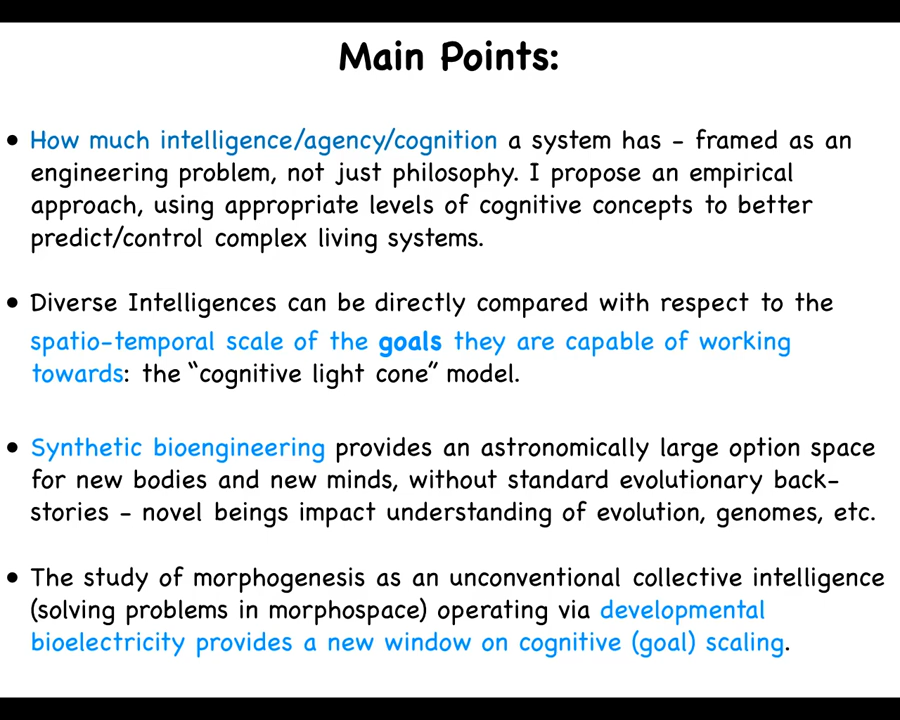 Main Points:
• How much intelligence/agency/cognition a system has - framed as an
engineering problem, not just philosophy. I propose an empirical
approach, using appropriate levels of cognitive concepts to better
predict/control complex living systems.
• Diverse Intelligences can be directly compared with respect to the
spatio-temporal scale of the goals they are capable of working
towards: the “cognitive light cone” model.
• Synthetic bioengineering provides an astronomically large option space
for new bodies and new minds, without standard evolutionary back-
stories - novel beings impact understanding of evolution, genomes, etc.
• The study of morphogenesis as an unconventional collective intelligence
(solving problems in morphospace) operating via developmental
bioelectricity provides a new window on cognitive (goal) scaling.